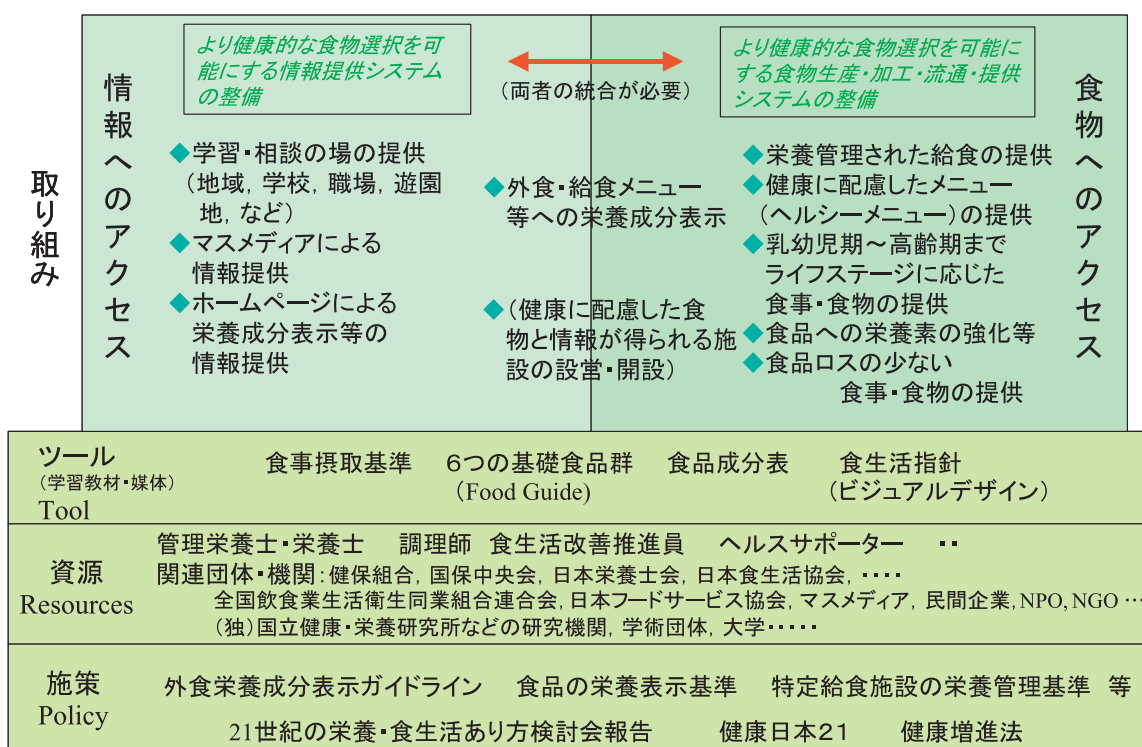 取り組み
情報へのアクセス
より健康的な食物選択を可
能にする情報提供システム
の整備
◆学習・相談の場の提供
（地域, 学校, 職場, 遊園
地, など）
◆マスメディアによる
情報提供
◆ホームページによる
栄養成分表示等の
情報提供
（両者の統合が必要）
◆外食・給食メニュー
等への栄養成分表示
◆（健康に配慮した食
物と情報が得られる施
設の設営・開設）
より健康的な食物選択を可能に
する食物生産・加工・流通・提供
システムの整備
◆栄養管理された給食の提供
◆健康に配慮したメニュー
（ヘルシーメニュー）の提供
◆乳幼児期～高齢期まで
ライフステージに応じた
食事・食物の提供
◆食品への栄養素の強化等
◆食品ロスの少ない
食事・食物の提供
食物へのアクセス
ツール
（学習教材・媒体）
Tool
食事摂取基準 6つの基礎食品群 食品成分表 食生活指針
(Food Guide) （ビジュアルデザイン）
資源
Resources
管理栄養士・栄養士 調理師 食生活改善推進員 ヘルスサポーター ・・
関連団体・機関：健保組合, 国保中央会, 日本栄養士会, 日本食生活協会, ・・・・
全国飲食業生活衛生同業組合連合会, 日本フードサービス協会, マスメディア, 民間企業, NPO, NGO …
（独）国立健康・栄養研究所などの研究機関, 学術団体, 大学・・・・・
施策
Policy
外食栄養成分表示ガイドライン 食品の栄養表示基準 特定給食施設の栄養管理基準 等
21世紀の栄養・食生活あり方検討会報告 健康日本21 健康増進法